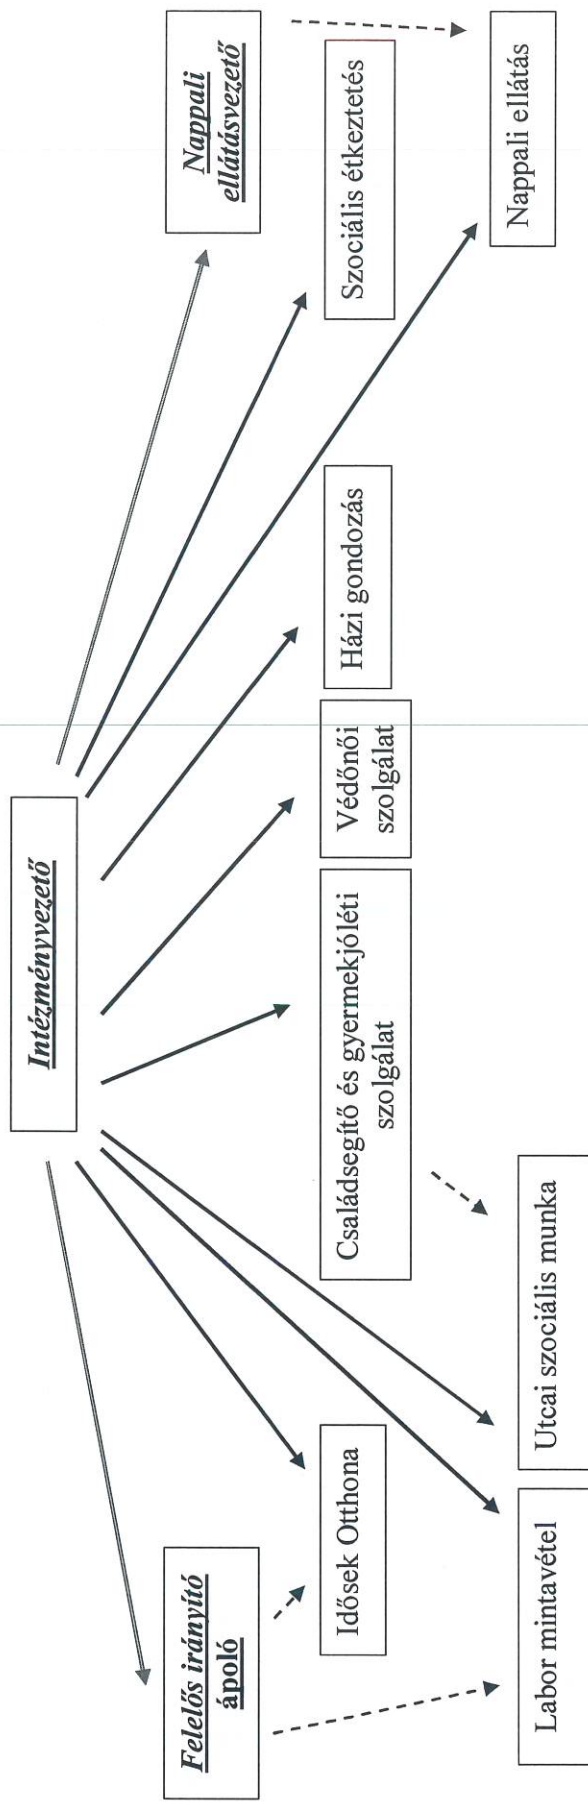 Intézményvezető
Felelős irányító
ápoló
Nappali
ellátásvezető
Idősek Otthona
Családsegítő és gyermekjóléti
szolgálat
Védőnői
szolgálat
Házi gondozás
Szociális étkeztetés
Labor mintavétel
Utcai szociális munka
Nappali ellátás